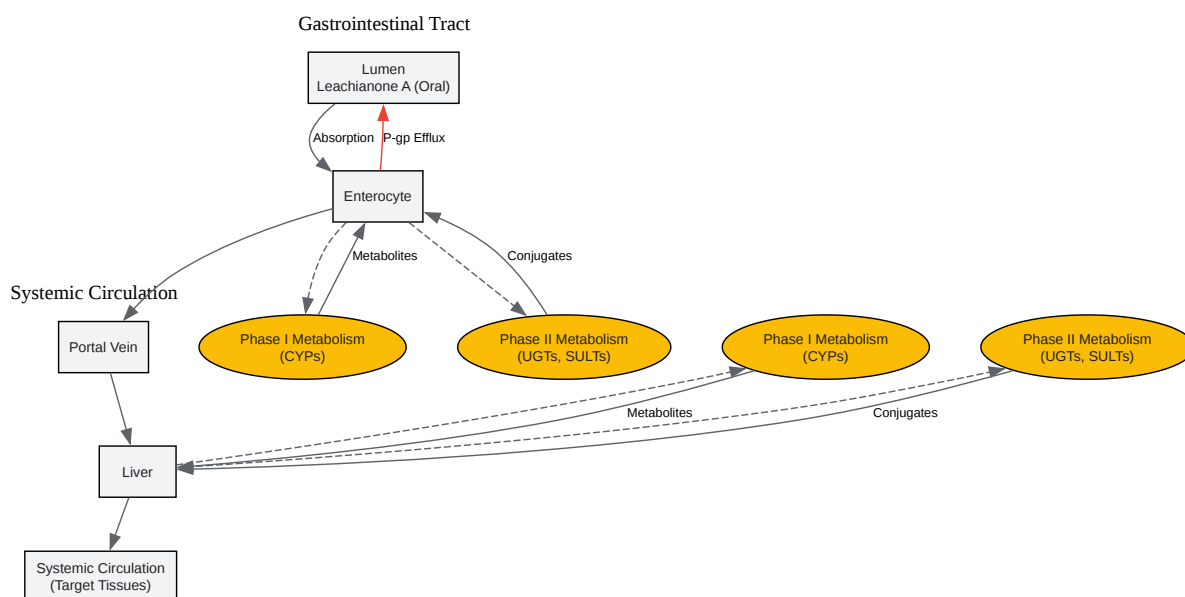 Gastrointestinal Tract
Lumen
Leachianone A (Oral)
Absorption
P-gp Efflux
Enterocyte
Metabolites
Conjugates
Systemic Circulation
Portal Vein
Phase I Metabolism
(CYPs)
Phase II Metabolism
(UGTs, SULTs)
Phase I Metabolism
(CYPs)
Phase II Metabolism
(UGTs, SULTs)
Metabolites
Conjugates
Liver
Systemic Circulation
(Target Tissues)